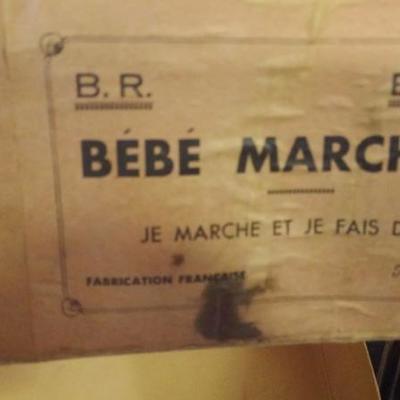 B. R.
BÉBÉ MARCH
JE MARCHE ET JE FAIS D
FABRICATION FRANÇAISE